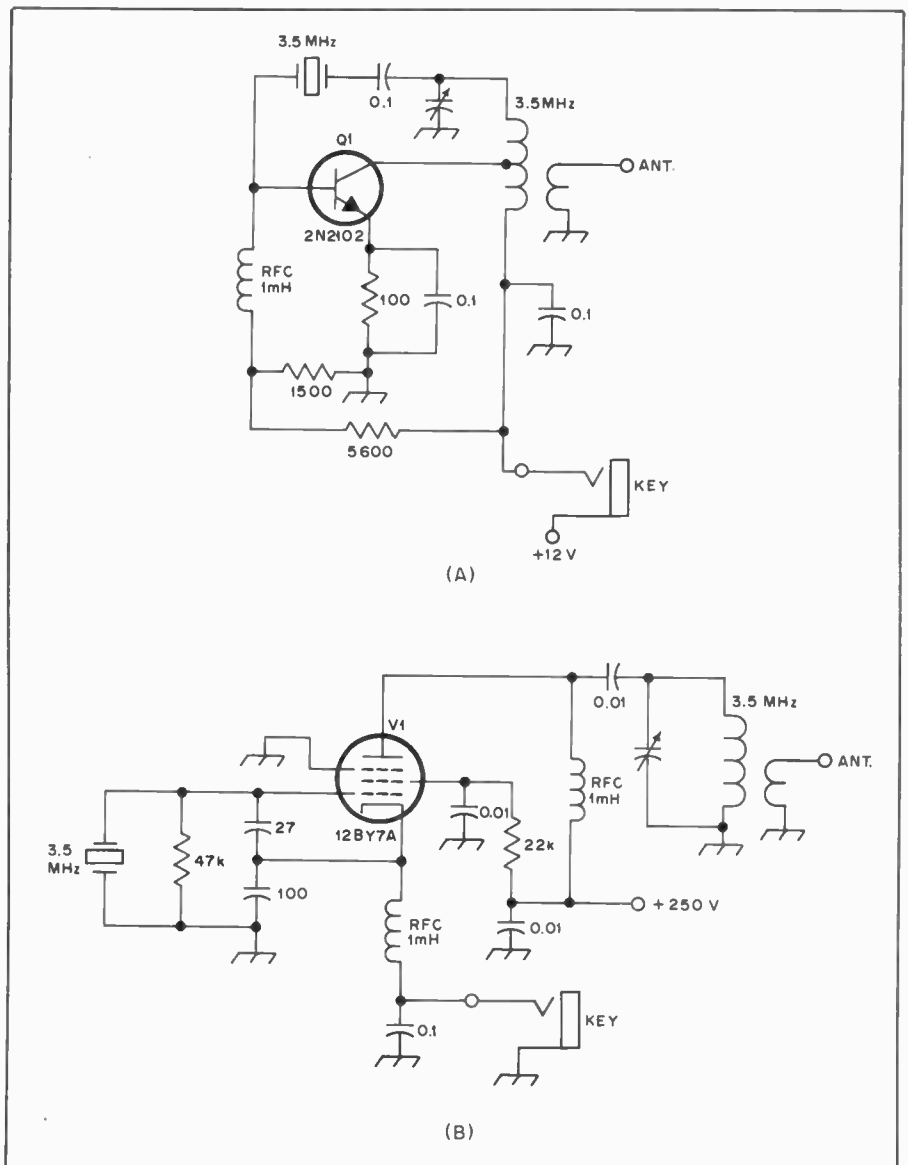 3.5 MHz
0.1
3.5MHz
Q1
ANT.
2N2102
RFC
1mH
100
0.1
0.1
1500
5600
KEY
+12 V
(A)
0.01
3.5 MHz
V1
ANT.
RFC
1mH
0.01
27
12BY7A
22k
3.5
MHz
47k
100
+250 V
RFC
1mH
0.01
KEY
0.1
(B)